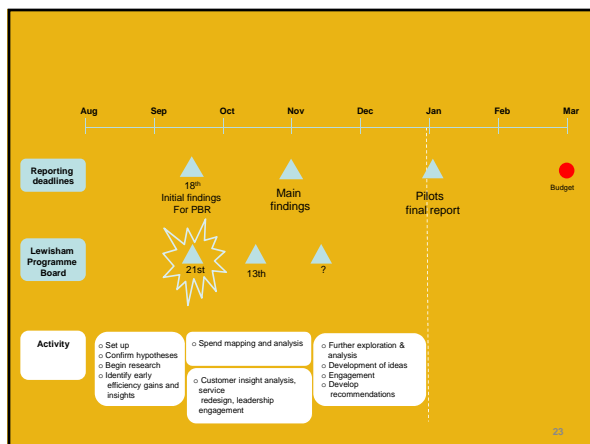 Aug Sep Oct Nov Dec Jan Feb Mar
Reporting
deadlines
18th
Initial findings
For PBR
Main
findings
Pilots
final report
Budget
Lewisham
Programme
Board
21st
13th
?
Activity
o Set up
o Confirm hypotheses
o Begin research
o Identify early
efficiency gains and
insights
o Spend mapping and analysis
o Customer insight analysis,
service
redesign, leadership
engagement
o Further exploration &
analysis
o Development of ideas
o Engagement
o Develop
recommendations
23